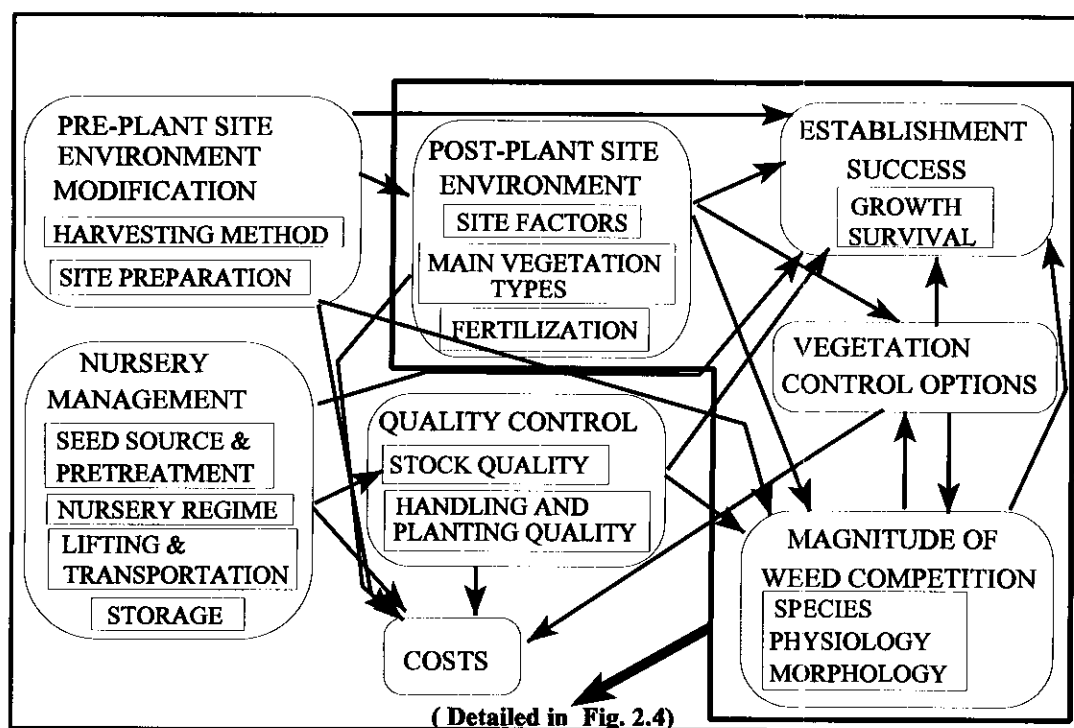 PRE-PLANT SITE
ENVIRONMENT
MODIFICATION
HARVESTING METHOD
SITE PREPARATION
POST-PLANT SITE
ENVIRONMENT
SITE FACTORS
MAIN VEGETATION
TYPES
FERTILIZATION
ESTABLISHMENT
SUCCESS
GROWTH
SURVIVAL
NURSERY
MANAGEMENT
SEED SOURCE &
PRETREATMENT
NURSERY REGIME
LIFTING &
TRANSPORTATION
STORAGE
QUALITY CONTROL
STOCK QUALITY
HANDLING AND
PLANTING QUALITY
VEGETATION
CONTROL OPTIONS
COSTS
MAGNITUDE OF
WEED COMPETITION
SPECIES
PHYSIOLOGY
MORPHOLOGY
( Detailed in Fig. 2.4)